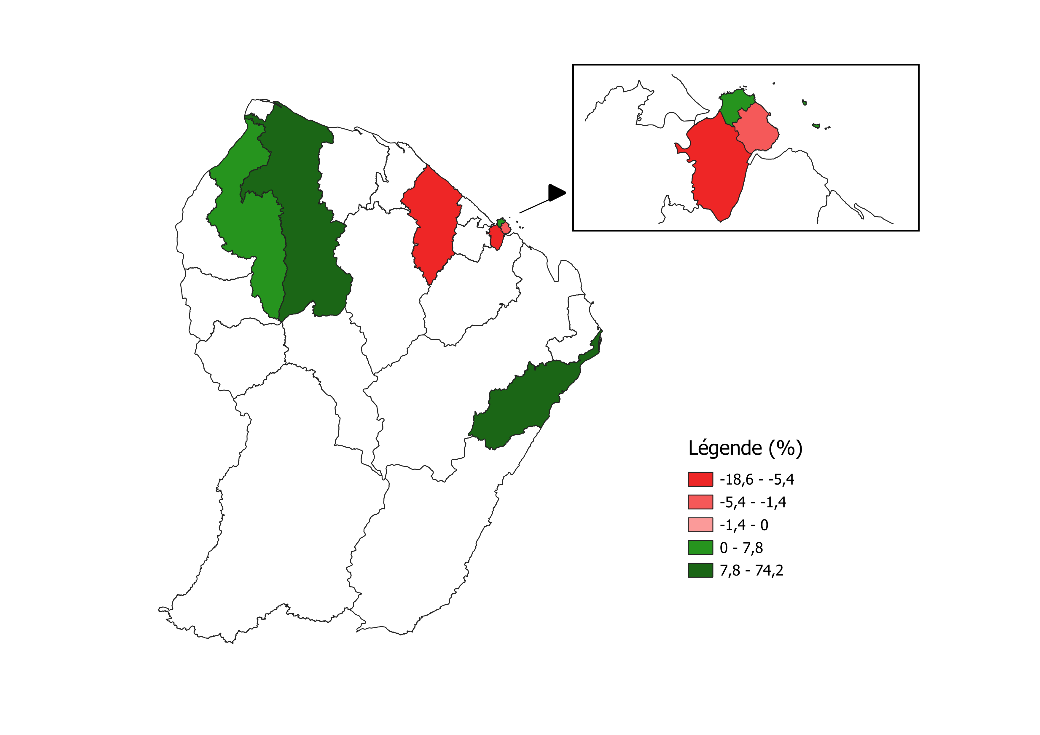 Légende (%)
-18,6 - -5,4
-5,4 - -1,4
-1,4 - 0
0 - 7,8
7,8 - 74,2